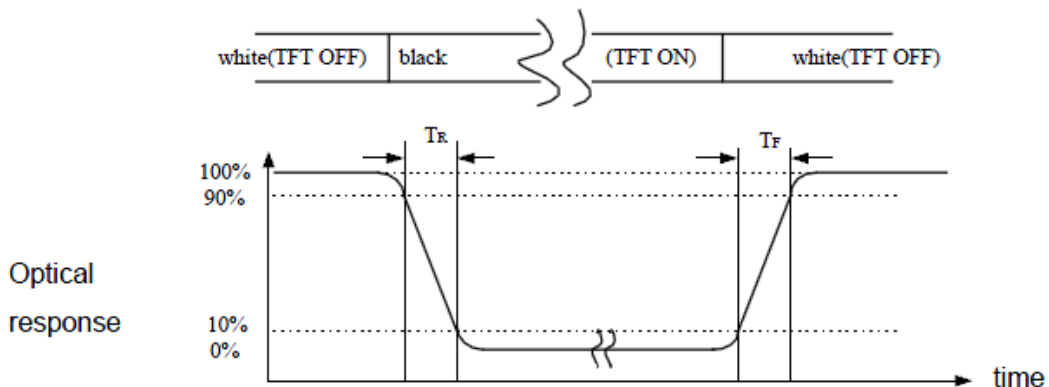 white(TFT OFF) black (TFT ON) white(TFT OFF)
TR TF
100%
90%
Optical
response
10%
0%
time